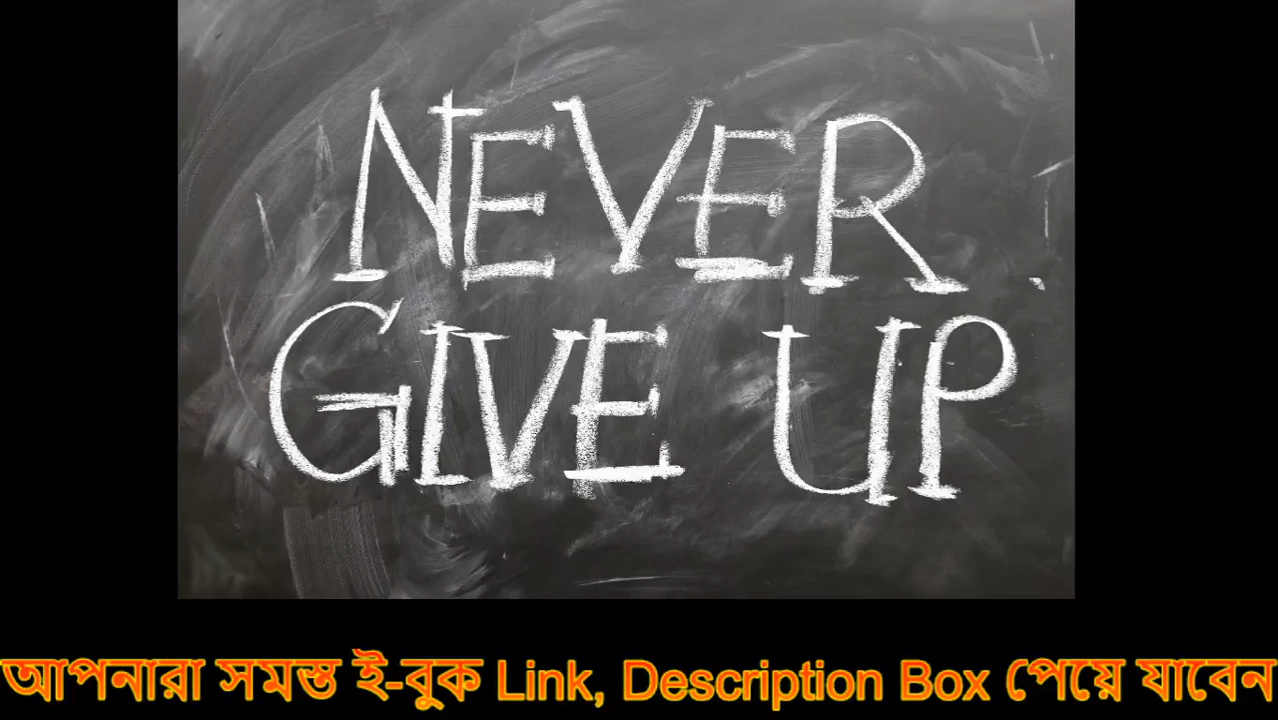 NEVER
GIVE UP
আপনারা সমস্ত ই-বুক Link, Description Box পেয়ে যাবেন